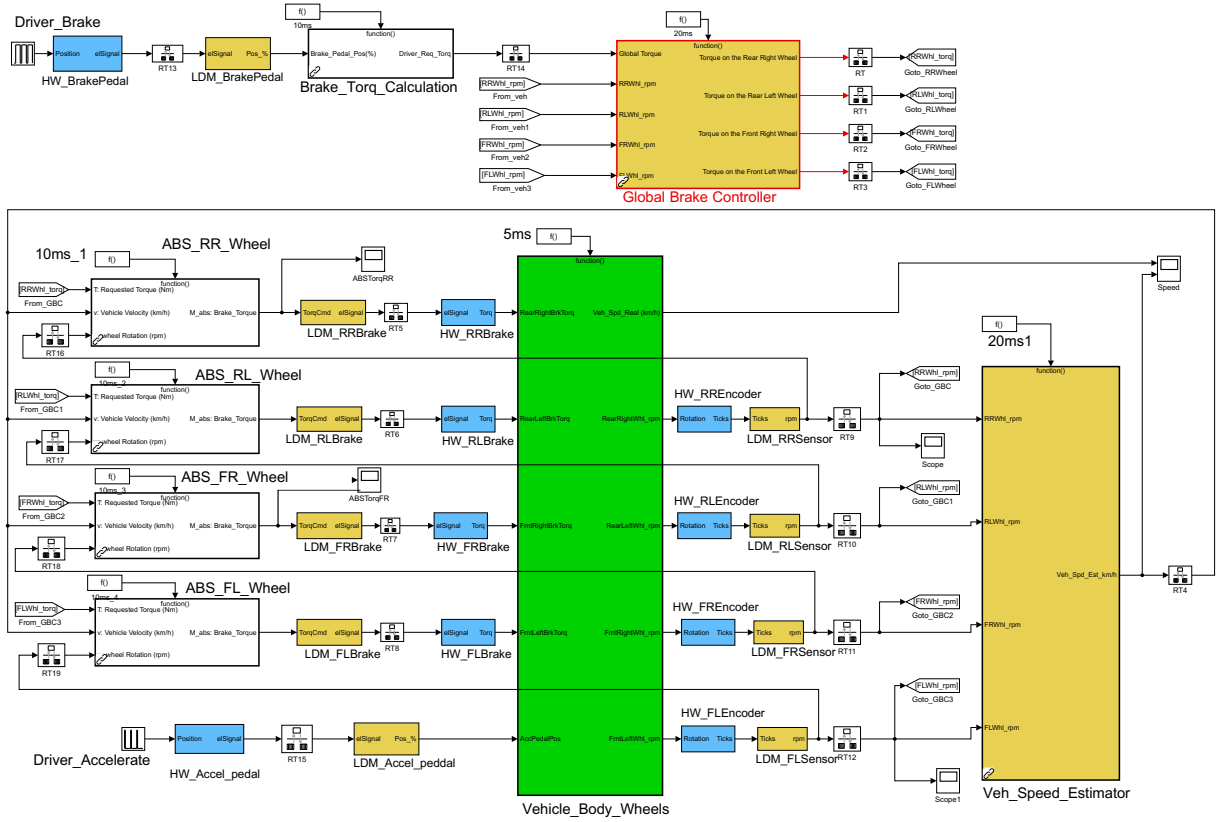 Driver_Brake
Position elSignal
HW_BrakePedal
RT13
elSignal Pos_%
LDM_BrakePedal
f()
10ms
function()
Brake_Pedal_Pos(%) Driver_Req_Torq
Brake_Torq_Calculation
RT14
f()
20ms
function()
Global Torque
RRWhl_rpm
RLWhl_rpm
FRWhl_rpm
FLWhl_rpm
Torque on the Rear Right Wheel
Torque on the Rear Left Wheel
Torque on the Front Right Wheel
Torque on the Front Left Wheel
Global Brake Controller
[RRWhl_rpm]
From_veh
[RLWhl_rpm]
From_veh1
[FRWhl_rpm]
From_veh2
[FLWhl_rpm]
From_veh3
RT
[RRWhl_torq]
Goto_RRWheel
RT1
[RLWhl_torq]
Goto_RLWheel
RT2
[FRWhl_torq]
Goto_FRWheel
RT3
[FLWhl_torq]
Goto_FLWheel
10ms_1
f()
ABS_RR_Wheel
function()
[RRWhl_torq]
From_GBC
T: Requested Torque (Nm)
v: Vehicle Velocity (km/h) M_abs: Brake_Torque
wheel Rotation (rpm)
RT16
ABSTorqRR
TorqCmd elSignal
LDM_RRBrake
RT5
elSignal Torq
HW_RRBrake
f()
10ms_2
ABS_RL_Wheel
function()
[RLWhl_torq]
From_GBC1
T: Requested Torque (Nm)
v: Vehicle Velocity (km/h) M_abs: Brake_Torque
wheel Rotation (rpm)
RT17
TorqCmd elSignal
LDM_RLBrake
RT6
elSignal Torq
HW_RLBrake
f()
10ms_3
ABS_FR_Wheel
function()
[FRWhl_torq]
From_GBC2
T: Requested Torque (Nm)
v: Vehicle Velocity (km/h) M_abs: Brake_Torque
wheel Rotation (rpm)
RT18
ABSTorqFR
TorqCmd elSignal
LDM_FRBrake
RT7
elSignal Torq
HW_FRBrake
f()
10ms_4
ABS_FL_Wheel
function()
[FLWhl_torq]
From_GBC3
T: Requested Torque (Nm)
v: Vehicle Velocity (km/h) M_abs: Brake_Torque
wheel Rotation (rpm)
RT19
TorqCmd elSignal
LDM_FLBrake
RT8
elSignal Torq
HW_FLBrake
Driver_Accelerate
Position elSignal
HW_Accel_pedal
RT15
elSignal Pos_%
LDM_Accel_peddal
5ms
f()
function()
RearRightBrkTorq Veh_Spd_Real (km/h)
RearLeftBrkTorq RearRightWhl_rpm
FrntRightBrkTorq RearLeftWhl_rpm
FrntLeftBrkTorq FrntRightWhl_rpm
AccPedalPos FrntLeftWhl_rpm
Vehicle_Body_Wheels
Speed
HW_RREncoder
Rotation Ticks
Ticks rpm
LDM_RRSensor
RT9
[RRWhl_rpm]
Goto_GBC
Scope
HW_RLEncoder
Rotation Ticks
Ticks rpm
LDM_RLSensor
RT10
[RLWhl_rpm]
Goto_GBC1
HW_FREncoder
Rotation Ticks
Ticks rpm
LDM_FRSensor
RT11
[FRWhl_rpm]
Goto_GBC2
HW_FLEncoder
Rotation Ticks
Ticks rpm
LDM_FLSensor
RT12
[FLWhl_rpm]
Goto_GBC3
Scope1
f()
20ms1
function()
RRWhl_rpm
RLWhl_rpm
Veh_Spd_Est_km/h
FRWhl_rpm
FLWhl_rpm
Veh_Speed_Estimator
RT4